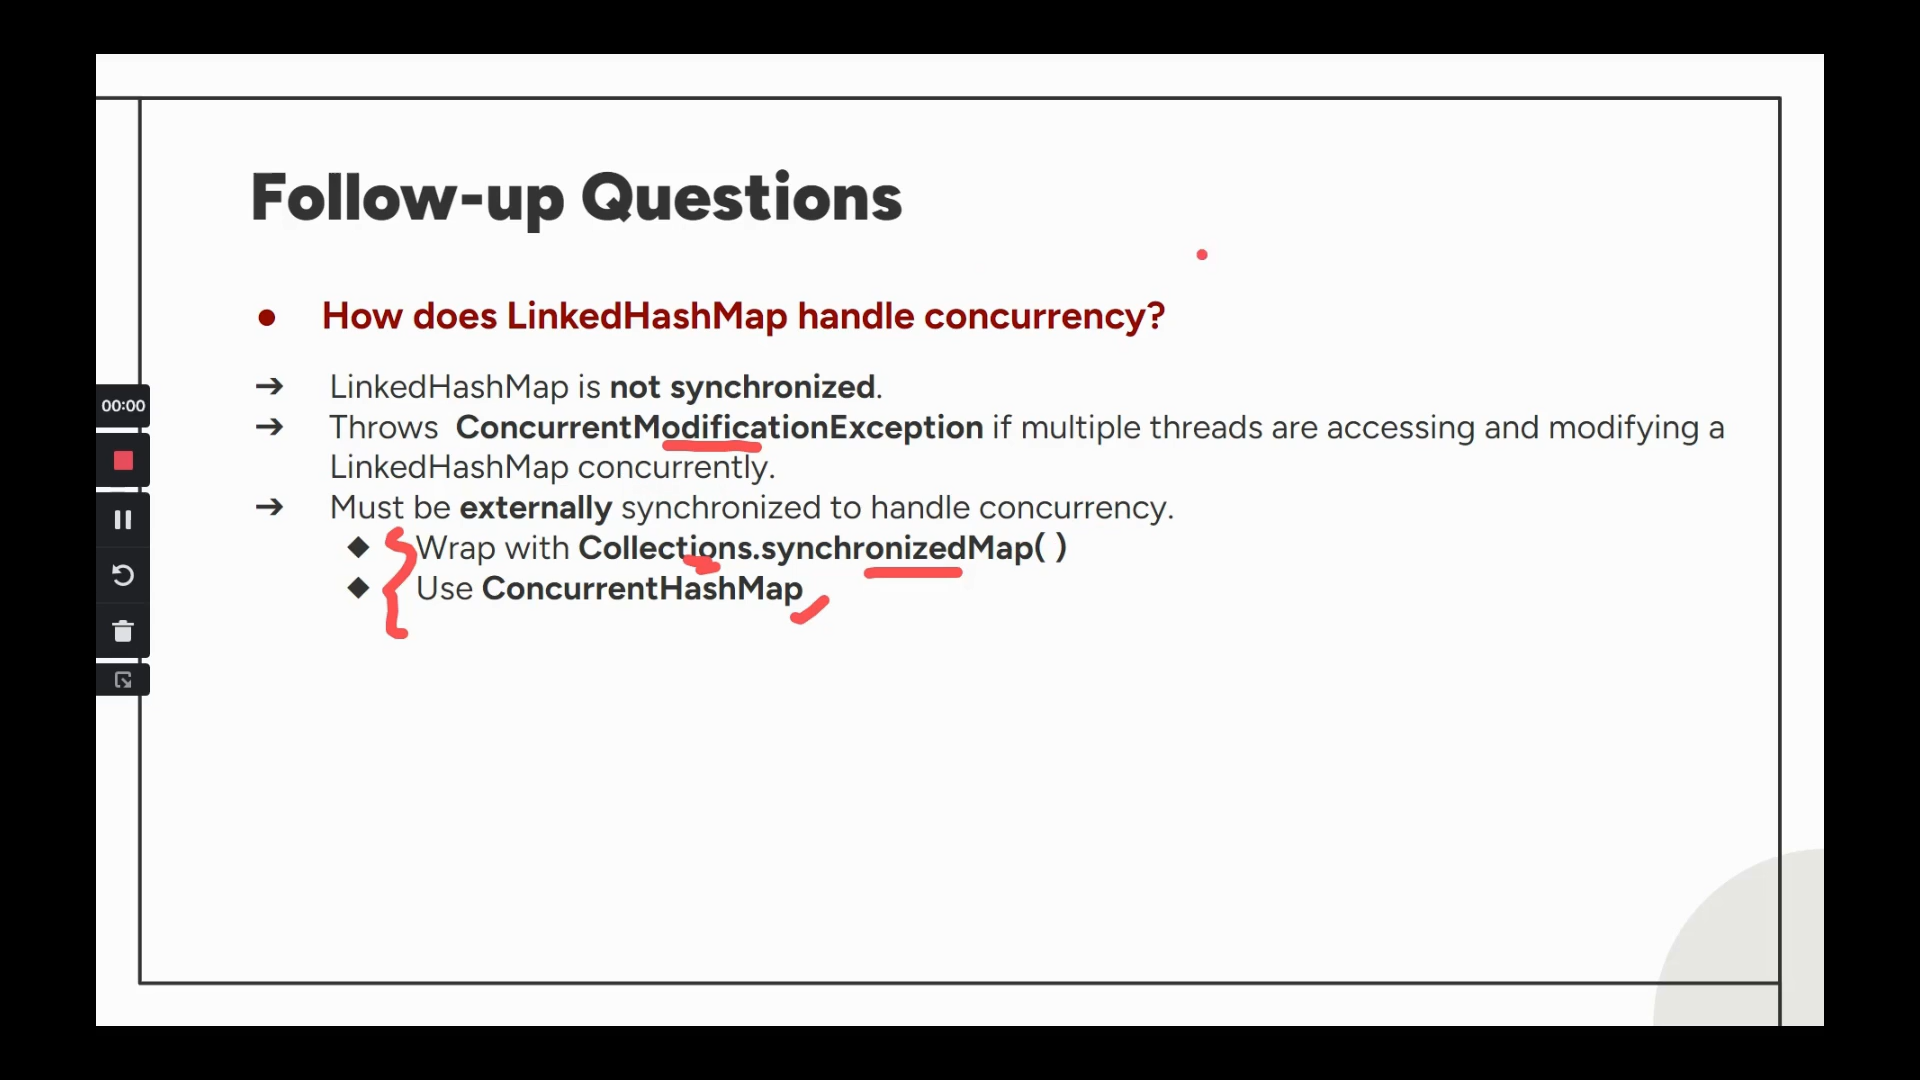 Follow-up Questions
● How does LinkedHashMap handle concurrency?
➔ LinkedHashMap is not synchronized.
➔ Throws ConcurrentModificationException if multiple threads are accessing and modifying a
LinkedHashMap concurrently.
➔ Must be externally synchronized to handle concurrency.
◆ Wrap with Collections.synchronizedMap( )
◆ Use ConcurrentHashMap
00:00